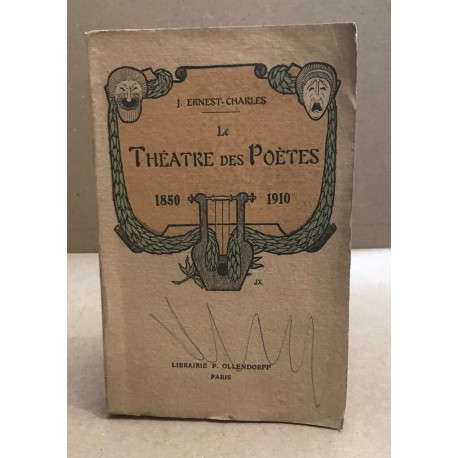 J. ERNEST-CHARLES
Le
THÉATRE DES POÈTES
1850 1910
JX
LIBRAIRIE P. OLLENDORFF
PARIS